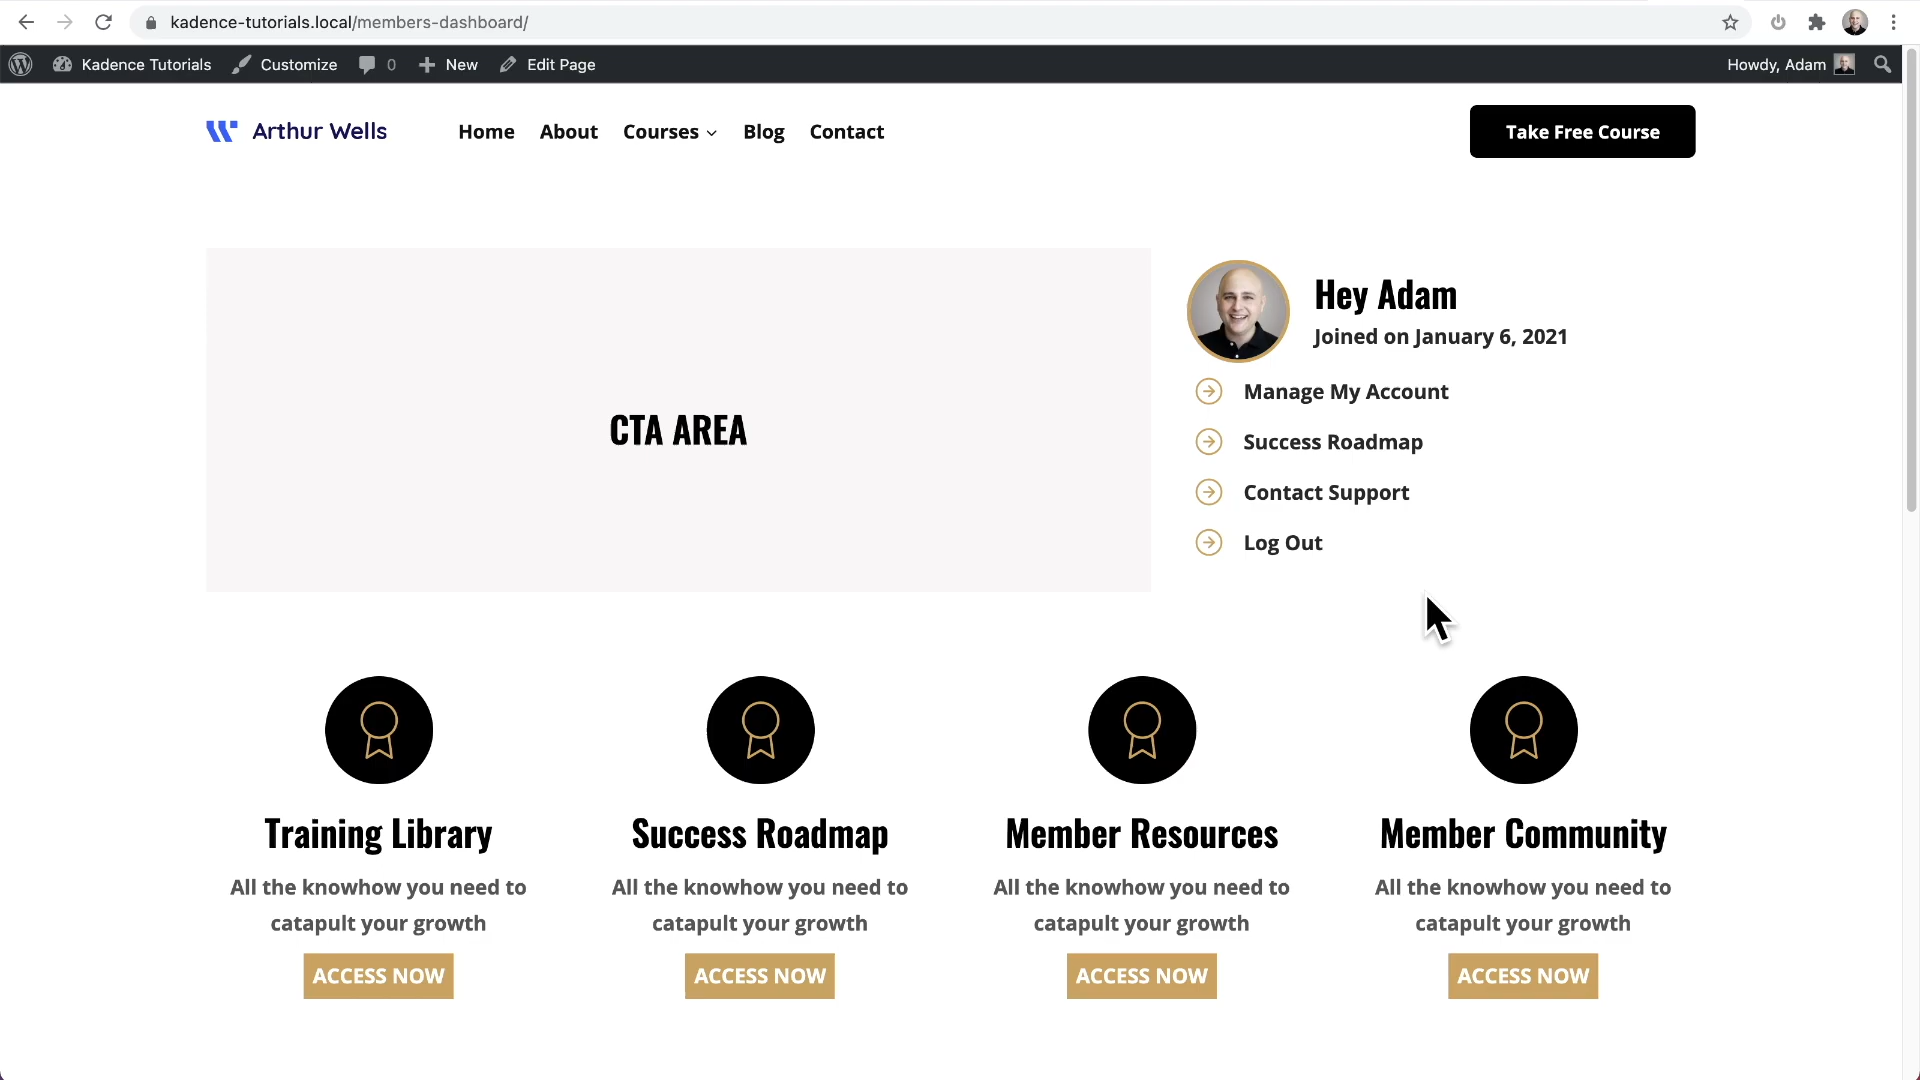 kadence-tutorials.local/members-dashboard/
Kadence Tutorials Customize 0 New Edit Page Howdy, Adam
Arthur Wells Home About Courses Blog Contact Take Free Course
CTA AREA
Hey Adam
Joined on January 6, 2021
Manage My Account
Success Roadmap
Contact Support
Log Out
Training Library
All the knowhow you need to
catapult your growth
ACCESS NOW
Success Roadmap
All the knowhow you need to
catapult your growth
ACCESS NOW
Member Resources
All the knowhow you need to
catapult your growth
ACCESS NOW
Member Community
All the knowhow you need to
catapult your growth
ACCESS NOW